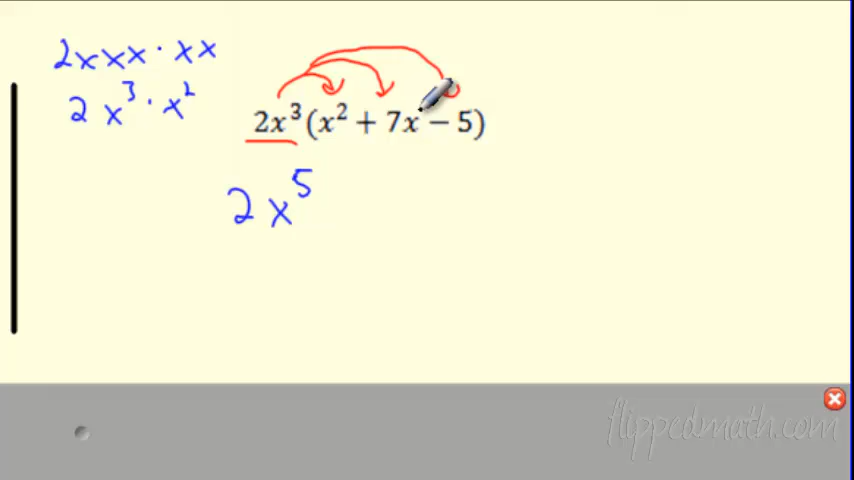 2xxx · xx
2x³ · x²
2x³(x² + 7x − 5)
2x⁵
flippedmath.com